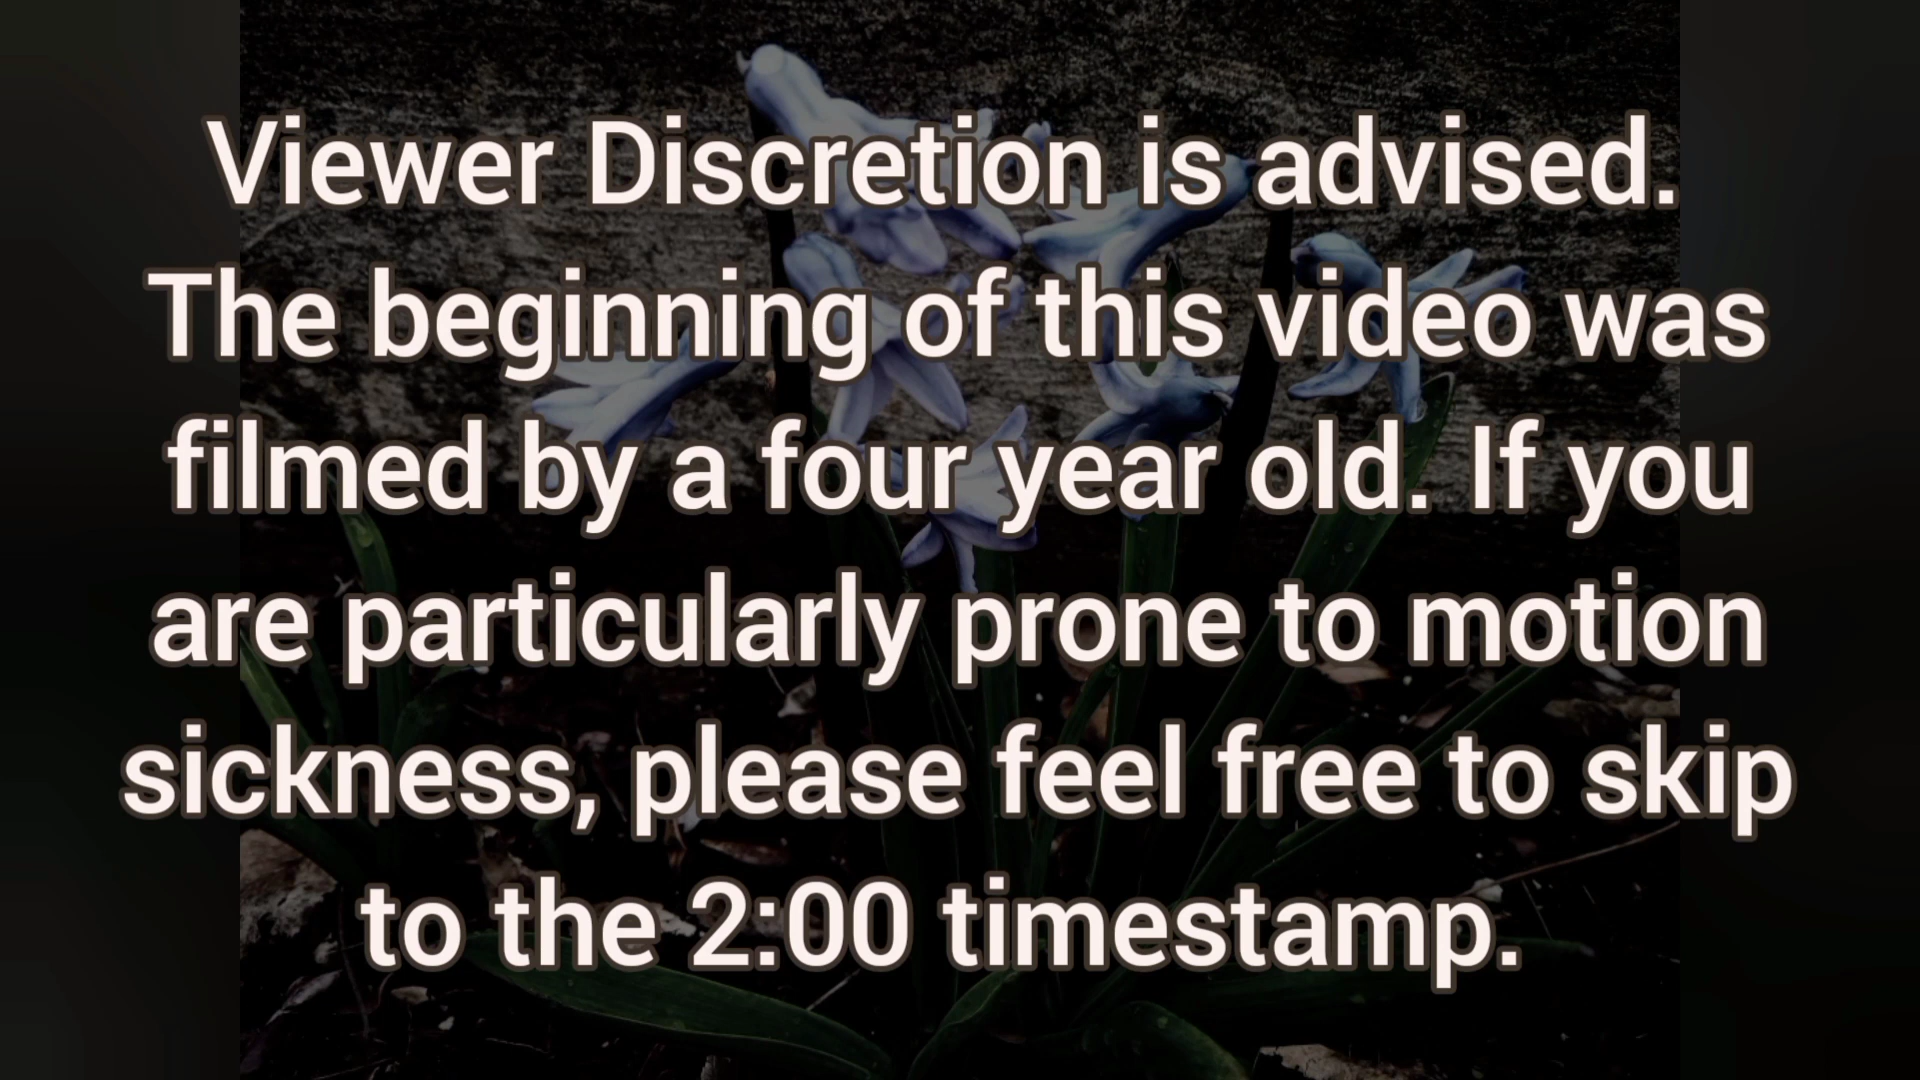 Viewer Discretion is advised.
The beginning of this video was
filmed by a four year old. If you
are particularly prone to motion
sickness, please feel free to skip
to the 2:00 timestamp.